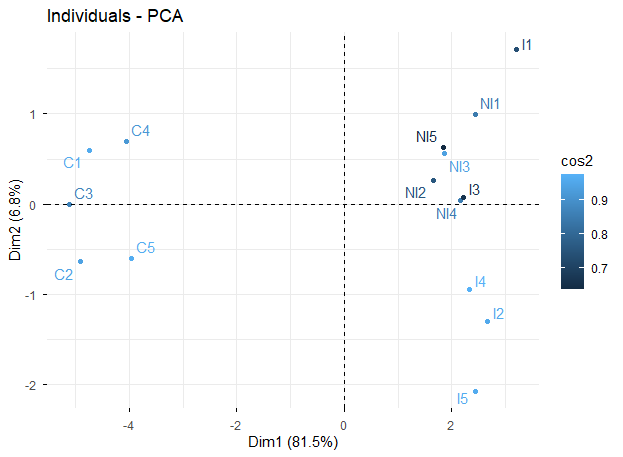 Individuals - PCA
I1
NI1
C4
NI5
C1
NI3
I3
C3
NI2
NI4
C5
C2
I4
I2
I5
1
0
-1
-2
-4
-2
0
2
Dim1 (81.5%)
Dim2 (6.8%)
cos2
0.9
0.8
0.7